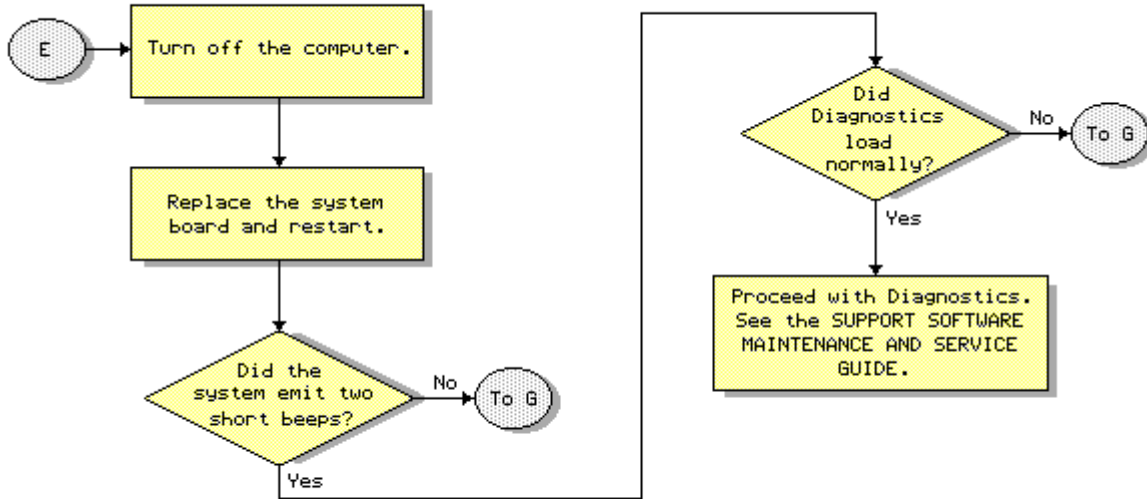 E
Turn off the computer.
Replace the system
board and restart.
Did the
system emit two
short beeps?
No
To G
Yes
Did
Diagnostics
load
normally?
No
To G
Yes
Proceed with Diagnostics.
See the SUPPORT SOFTWARE
MAINTENANCE AND SERVICE
GUIDE.